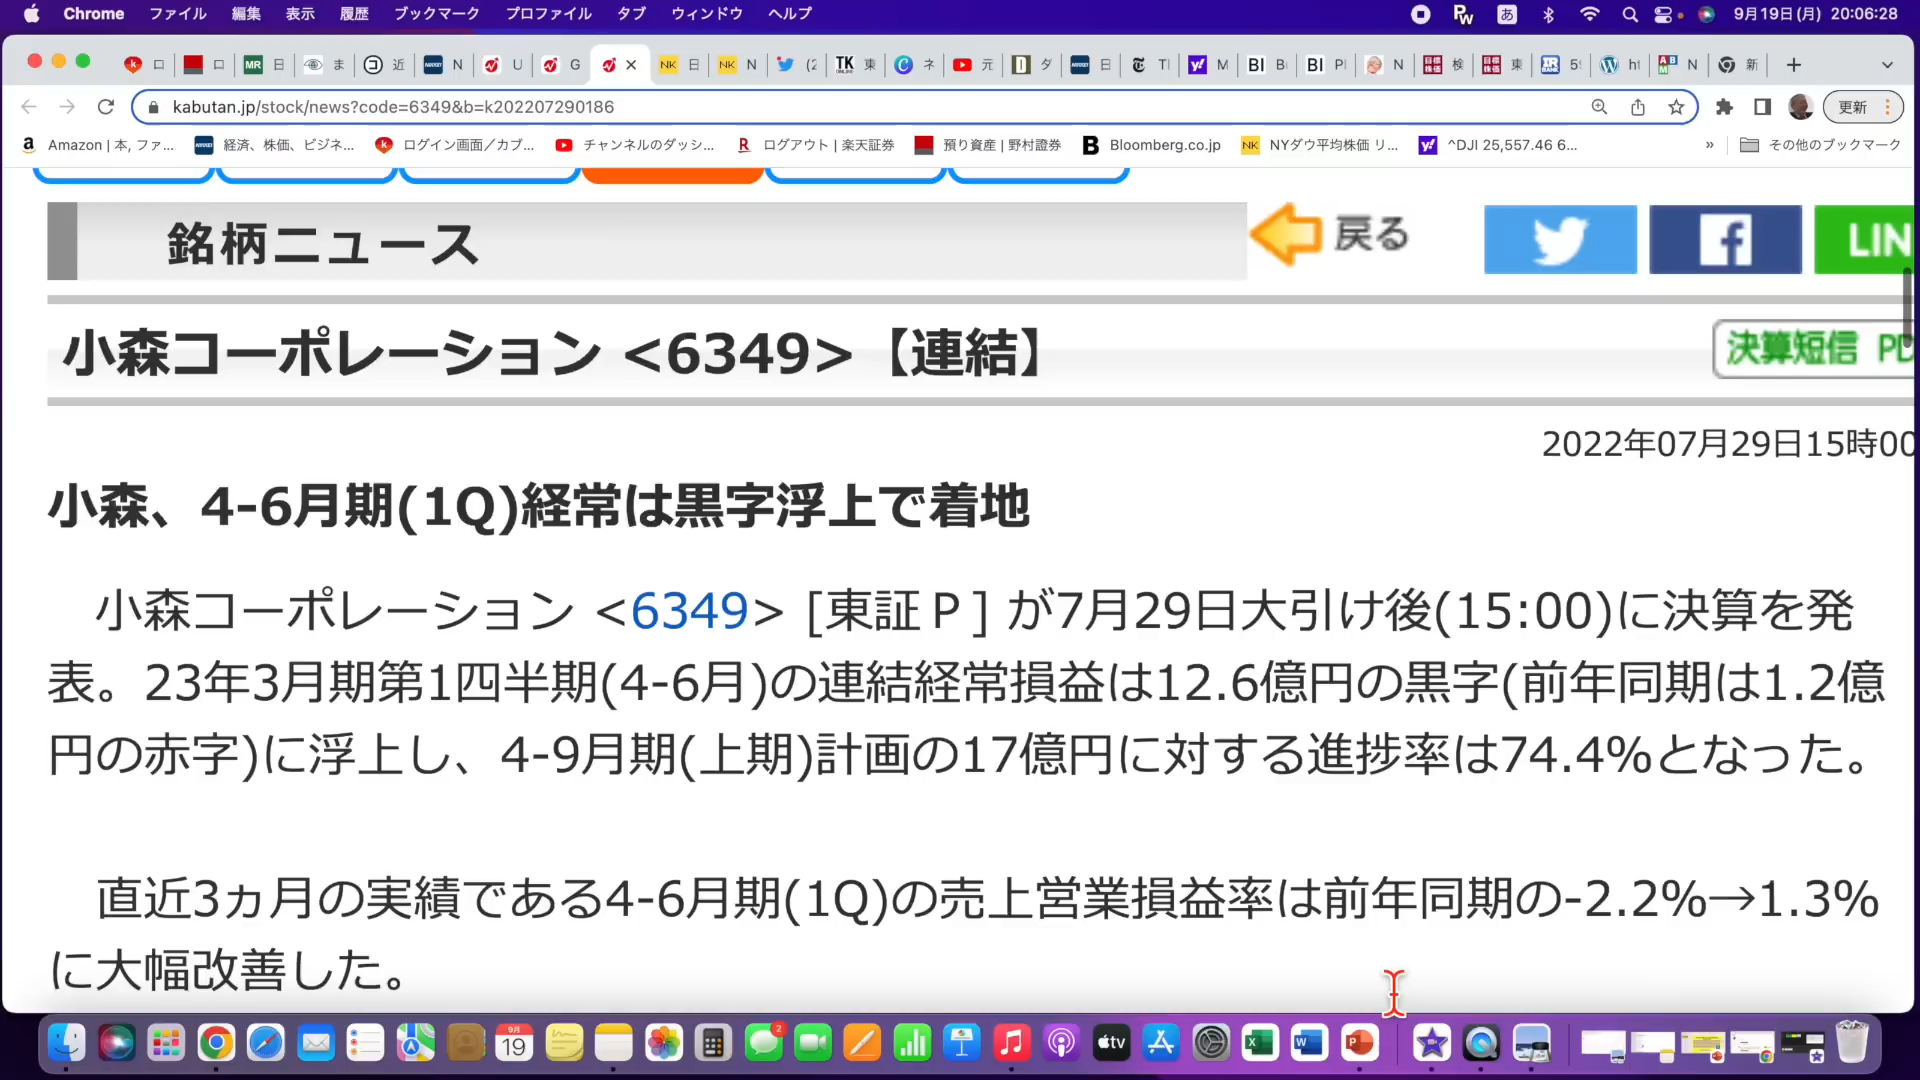 Chrome ファイル 編集 表示 履歴 ブックマーク プロファイル タブ ウィンドウ ヘルプ
あ 9月19日(月) 20:06:28
kabutan.jp/stock/news?code=6349&b=k202207290186
更新
Amazon | 本, ファ... 経済、株価、ビジネ... ログイン画面／カブ... チャンネルのダッシ... ログアウト | 楽天証券 預り資産 | 野村證券 Bloomberg.co.jp NYダウ平均株価 リ... ^DJI 25,557.46 6... » その他のブックマーク
銘柄ニュース
戻る
LIN
小森コーポレーション <6349>【連結】
決算短信 PD
2022年07月29日15時00
小森、4-6月期(1Q)経常は黒字浮上で着地
小森コーポレーション <6349> [東証Ｐ] が7月29日大引け後(15:00)に決算を発
表。23年3月期第1四半期(4-6月)の連結経常損益は12.6億円の黒字(前年同期は1.2億
円の赤字)に浮上し、4-9月期(上期)計画の17億円に対する進捗率は74.4%となった。
直近3ヵ月の実績である4-6月期(1Q)の売上営業損益率は前年同期の-2.2%→1.3%
に大幅改善した。
9月
19
2
tv